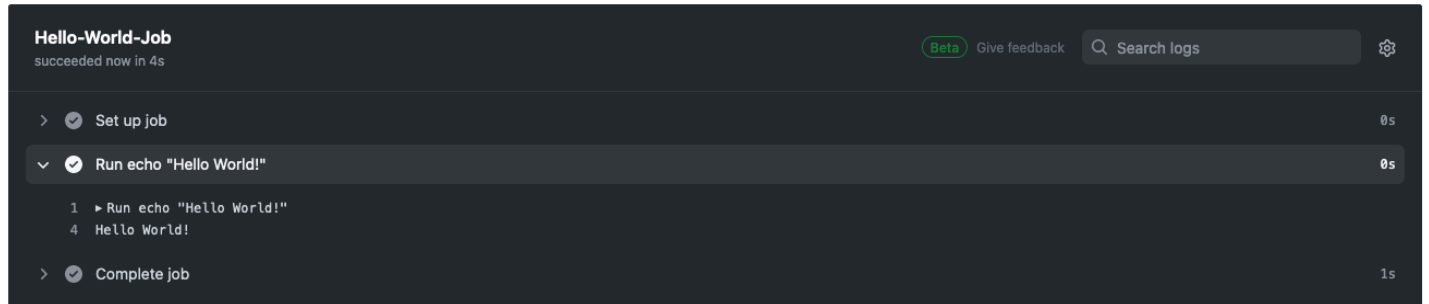 Hello-World-Job
succeeded now in 4s
Beta Give feedback Search logs
Set up job 0s
Run echo "Hello World!" 0s
1 ▸ Run echo "Hello World!"
4 Hello World!
Complete job 1s